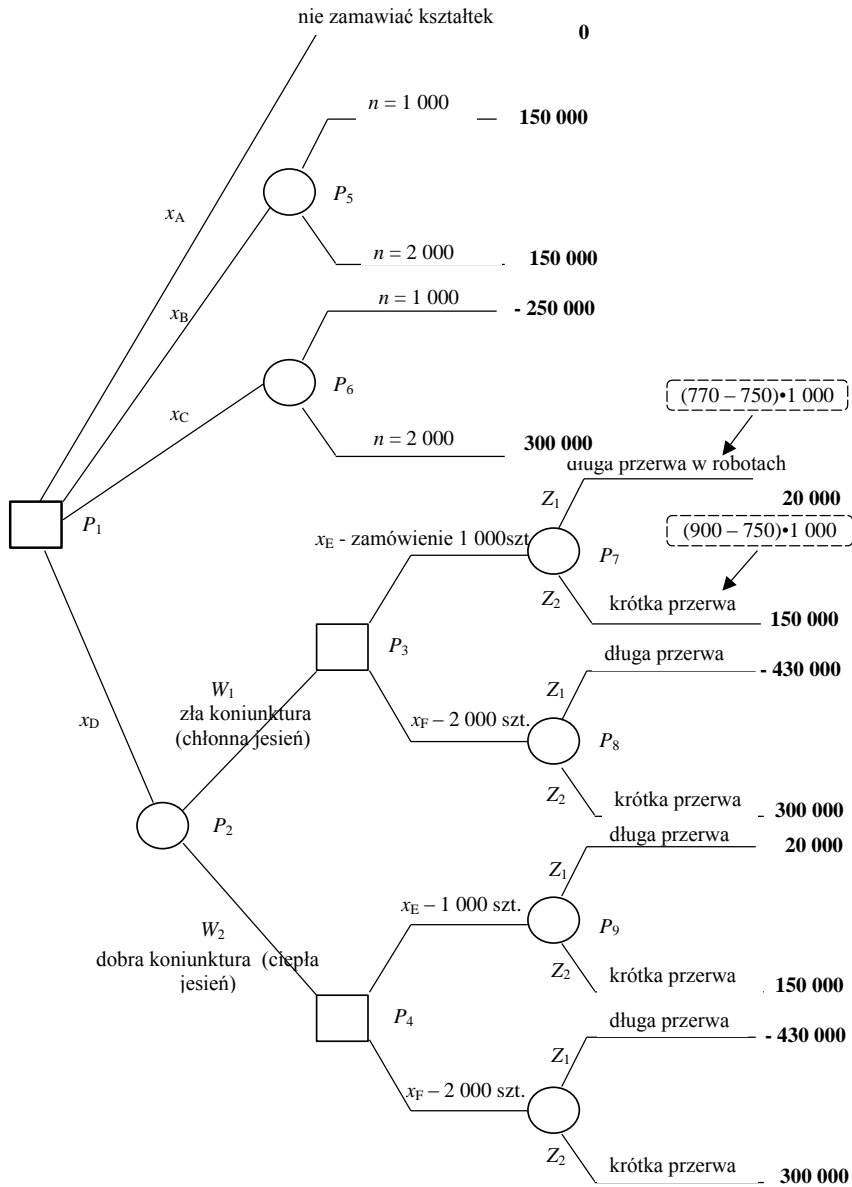 nie zamawiać kształtek
0
n = 1 000
150 000
P5
xA
n = 2 000
150 000
n = 1 000
- 250 000
xB
P6
(770 – 750)•1 000
xC
n = 2 000
300 000
długa przerwa w robotach
Z1
20 000
P1
xE - zamówienie 1 000szt
P7
(900 – 750)•1 000
Z2
krótka przerwa
150 000
P3
długa przerwa
- 430 000
Z1
W1
zła koniunktura
(chłonna jesień)
xD
xF – 2 000 szt.
P8
Z2
krótka przerwa
300 000
P2
długa przerwa
20 000
Z1
xE – 1 000 szt.
P9
W2
dobra koniunktura (ciepła
jesień)
Z2
krótka przerwa
150 000
P4
długa przerwa
- 430 000
Z1
xF – 2 000 szt.
Z2
krótka przerwa
300 000